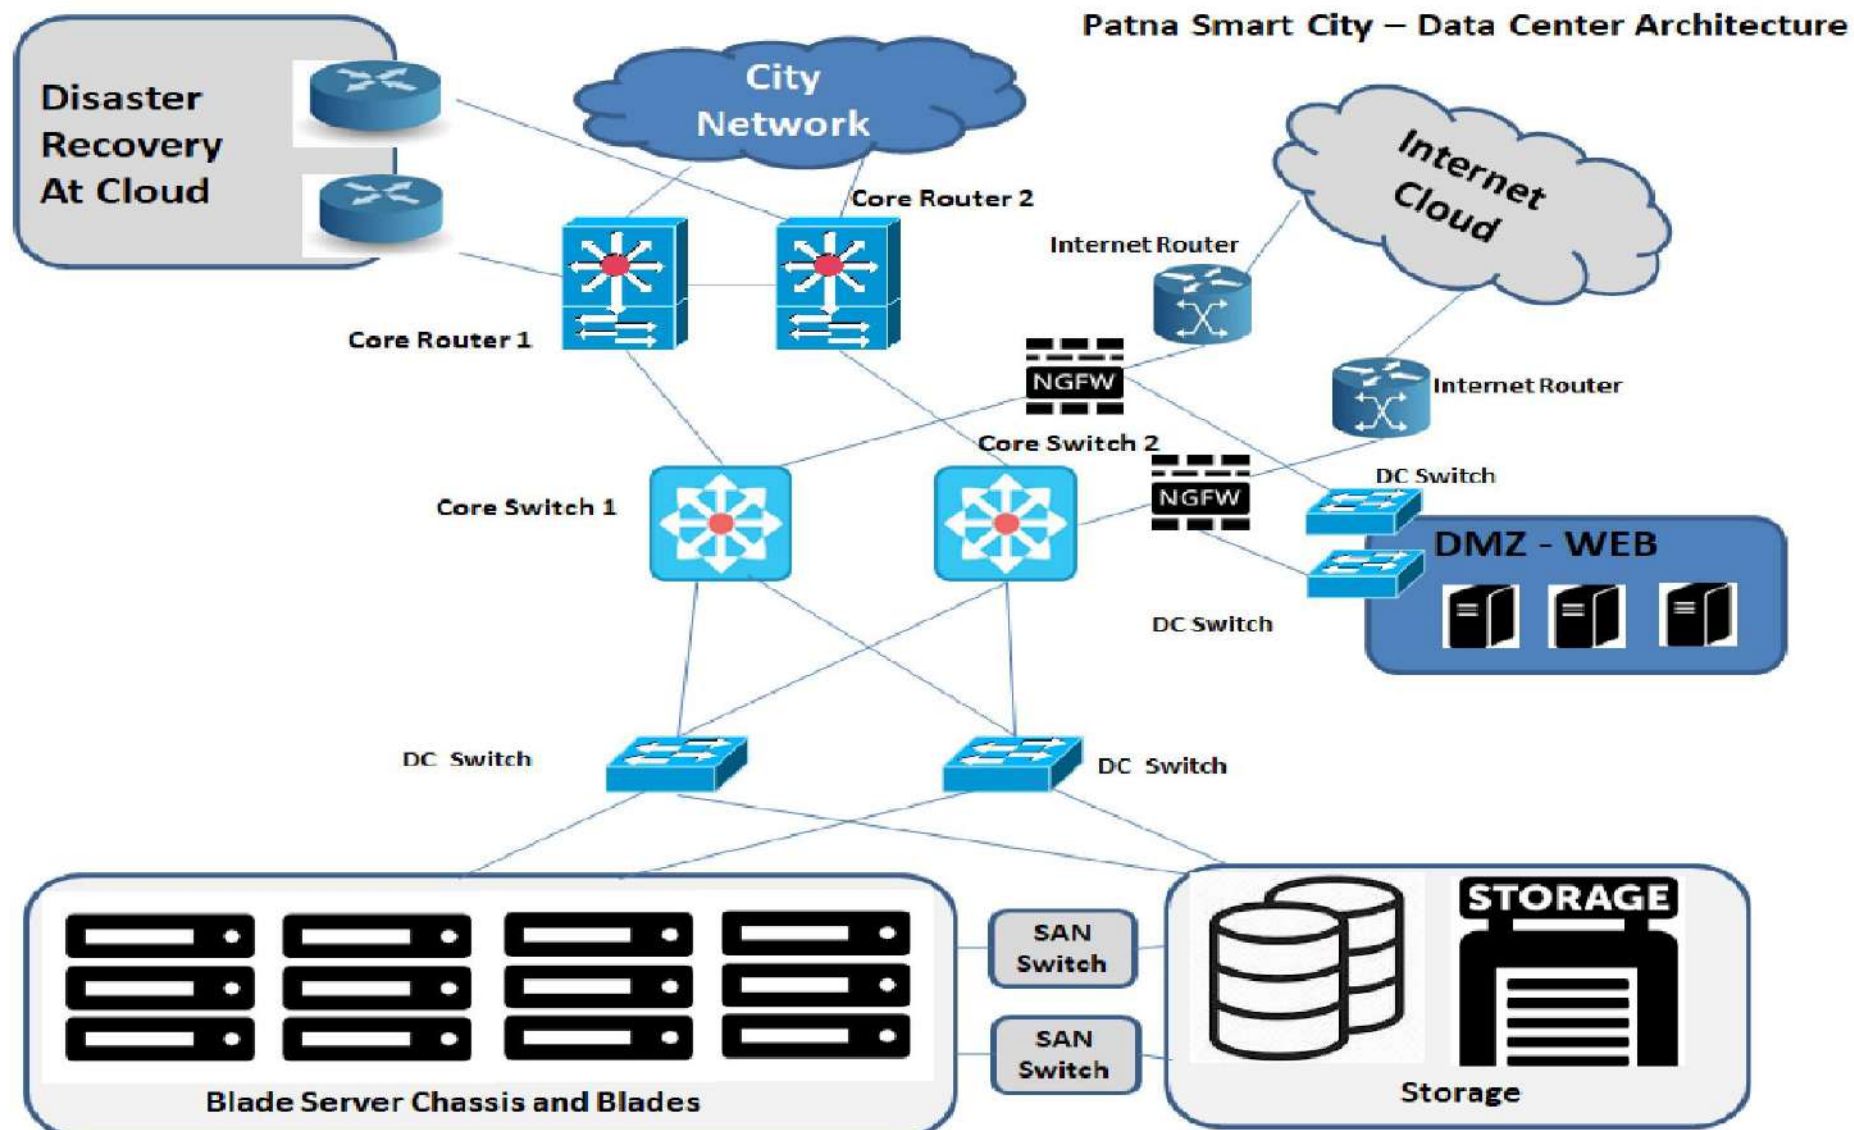 Patna Smart City – Data Center Architecture
Disaster
Recovery
At Cloud
City
Network
Internet
Cloud
Core Router 2
Internet Router
Core Router 1
NGFW
Internet Router
Core Switch 2
DC Switch
Core Switch 1
NGFW
DMZ - WEB
DC Switch
DC Switch
DC Switch
STORAGE
SAN
Switch
SAN
Switch
Blade Server Chassis and Blades
Storage